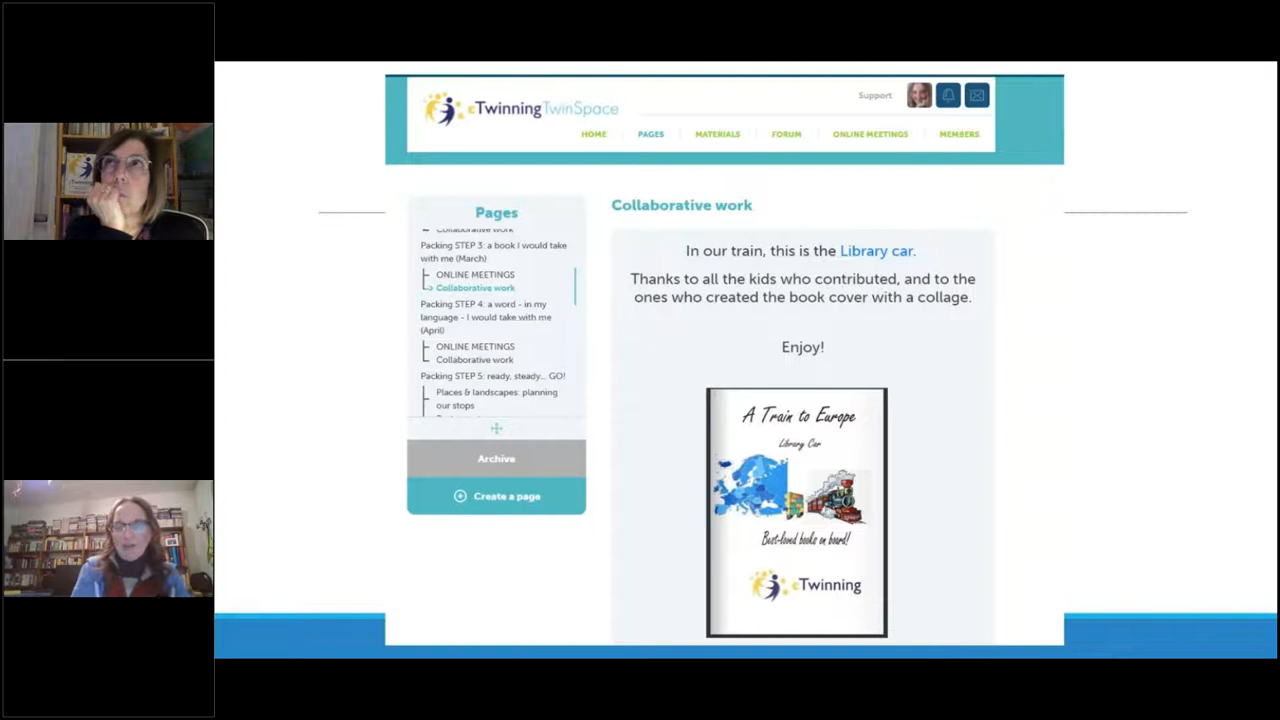 eTwinning TwinSpace
Support
HOME
PAGES
MATERIALS
FORUM
ONLINE MEETINGS
MEMBERS
Pages
Collaborative work
Packing STEP 3: a book I would take
with me (March)
ONLINE MEETINGS
Collaborative work
Packing STEP 4: a word - in my
language - I would take with me
(April)
ONLINE MEETINGS
Collaborative work
Packing STEP 5: ready, steady... GO!
Places & landscapes: planning
our stops
Archive
Create a page
Collaborative work
In our train, this is the Library car.
Thanks to all the kids who contributed, and to the
ones who created the book cover with a collage.
Enjoy!
A Train to Europe
Library Car
Best-loved books on board!
eTwinning
eTwinning